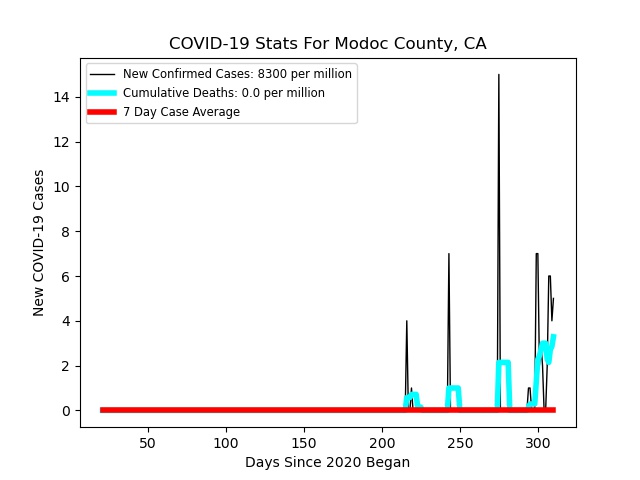 COVID-19 Stats For Modoc County, CA
New Confirmed Cases: 8300 per million
Cumulative Deaths: 0.0 per million
7 Day Case Average
New COVID-19 Cases
14
12
10
8
6
4
2
0
50 100 150 200 250 300
Days Since 2020 Began